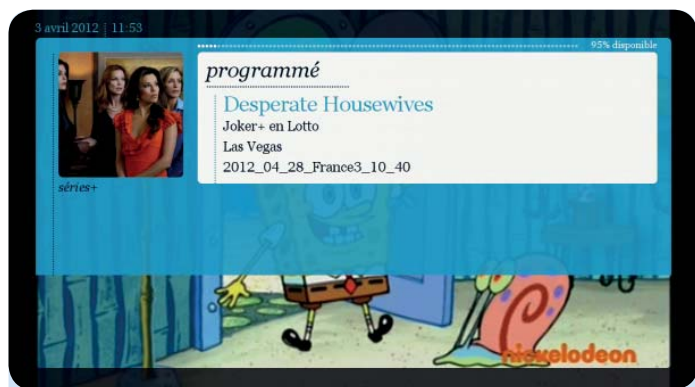 3 avril 2012 | 11:53
95% disponible
programmé
Desperate Housewives
Joker+ en Lotto
Las Vegas
2012_04_28_France3_10_40
séries+
nickelodeon